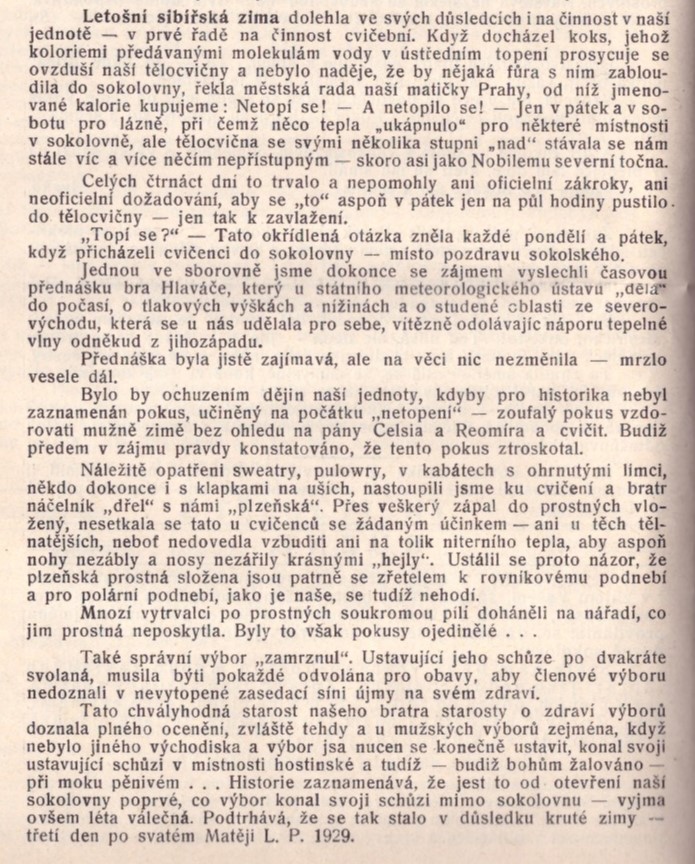 Letošní sibířská zima dolehla ve svých důsledcích i na činnost v naší
jednotě — v prvé řadě na činnost cvičební. Když docházel koks, jehož
koloriemi předávanými molekulám vody v ústředním topení prosycuje se
ovzduší naší tělocvičny a nebylo naděje, že by nějaká fůra s ním zablou-
dila do sokolovny, řekla městská rada naší matičky Prahy, od níž jmeno-
vané kalorie kupujeme: Netopí se! — A netopilo se! — Jen v pátek a v so-
botu pro lázně, při čemž něco tepla „ukápnulo“ pro některé místnosti
v sokolovně, ale tělocvična se svými několika stupni „nad“ stávala se nám
stále víc a více něčím nepřístupným — skoro asi jako Nobilemu severní točna.
Celých čtrnáct dní to trvalo a nepomohly ani oficielní zákroky, ani
neoficielní dožadování, aby se „to“ aspoň v pátek jen na půl hodiny pustilo
do tělocvičny — jen tak k zavlažení.
„Topí se?“ — Tato okřídlená otázka zněla každé pondělí a pátek,
když přicházeli cvičenci do sokolovny — místo pozdravu sokolského.
Jednou ve sborovně jsme dokonce se zájmem vyslechli časovou
přednášku bra Hlaváče, který u státního meteorologického ústavu „dělá“
do počasí, o tlakových výškách a nížinách a o studené oblasti ze severo-
východu, která se u nás udělala pro sebe, vítězně odolávajíc náporu tepelné
vlny odněkud z jihozápadu.
Přednáška byla jistě zajímavá, ale na věci nic nezměnila — mrzlo
vesele dál.
Bylo by ochuzením dějin naší jednoty, kdyby pro historika nebyl
zaznamenán pokus, učiněný na počátku „netopení“ — zoufalý pokus vzdo-
rovati mužně zimě bez ohledu na pány Celsia a Reomíra a cvičit. Budiž
předem v zájmu pravdy konstatováno, že tento pokus ztroskotal.
Náležitě opatřeni sweatry, pulowry, v kabátech s ohrnutými límci,
někdo dokonce i s klapkami na uších, nastoupili jsme ku cvičení a bratr
náčelník „dřel“ s námi „plzeňská“. Přes veškerý zápal do prostných vlo-
žený, nesetkala se tato u cvičenců se žádaným účinkem — ani u těch těl-
natějších, neboť nedovedla vzbuditi ani na tolik niterního tepla, aby aspoň
nohy nezábly a nosy nezářily krásnými „hejly“. Ustálil se proto názor, že
plzeňská prostná složena jsou patrně se zřetelem k rovníkovému podnebí
a pro polární podnebí, jako je naše, se tudíž nehodí.
Mnozí vytrvalci po prostných soukromou pílí doháněli na nářadí, co
jim prostná neposkytla. Byly to však pokusy ojedinělé . . .
Také správní výbor „zamrznul“. Ustavující jeho schůze po dvakráte
svolaná, musila býti pokaždé odvolána pro obavy, aby členové výboru
nedoznali v nevytopené zasedací síni újmy na svém zdraví.
Tato chvályhodná starost našeho bratra starosty o zdraví výborů
doznala plného ocenění, zvláště tehdy a u mužských výborů zejména, když
nebylo jiného východiska a výbor jsa nucen se konečně ustavit, konal svoji
ustavující schůzi v místnosti hostinské a tudíž — budiž bohům žalováno —
při moku pěnivém . . . Historie zaznamenává, že jest to od otevření naší
sokolovny poprvé, co výbor konal svoji schůzi mimo sokolovnu — vyjma
ovšem léta válečná. Podtrhává, že se tak stalo v důsledku kruté zimy —
třetí den po svatém Matěji L. P. 1929.